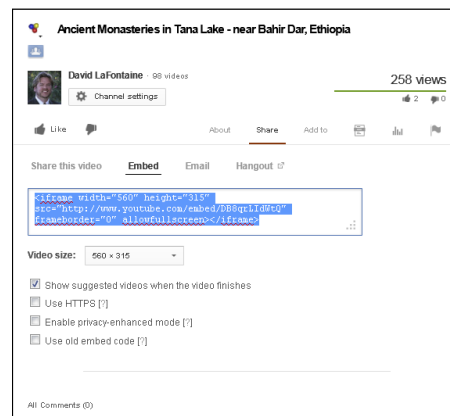 Ancient Monasteries in Tana Lake - near Bahir Dar, Ethiopia
David LaFontaine · 98 videos
Channel settings
258 views
2 0
Like About Share Add to
Share this video Embed Email Hangout
<iframe width="560" height="315"
src="http://www.youtube.com/embed/DB8qrLIdWtQ"
frameborder="0" allowfullscreen></iframe>
Video size: 560 × 315
Show suggested videos when the video finishes
Use HTTPS [?]
Enable privacy-enhanced mode [?]
Use old embed code [?]
All Comments (0)